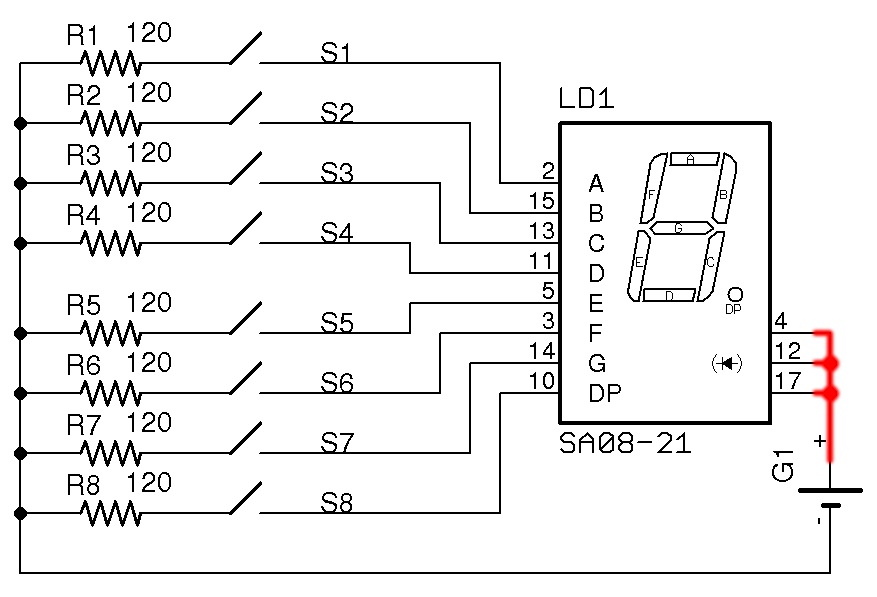 R1 120 S1
R2 120 S2
R3 120 S3
R4 120 S4
R5 120 S5
R6 120 S6
R7 120 S7
R8 120 S8
LD1
2 A
15 B
13 C
11 D
5 E
3 F
14 G
10 DP
A
F B
G
E C
D
DP
4
12
17
SA08-21
G1 +
-